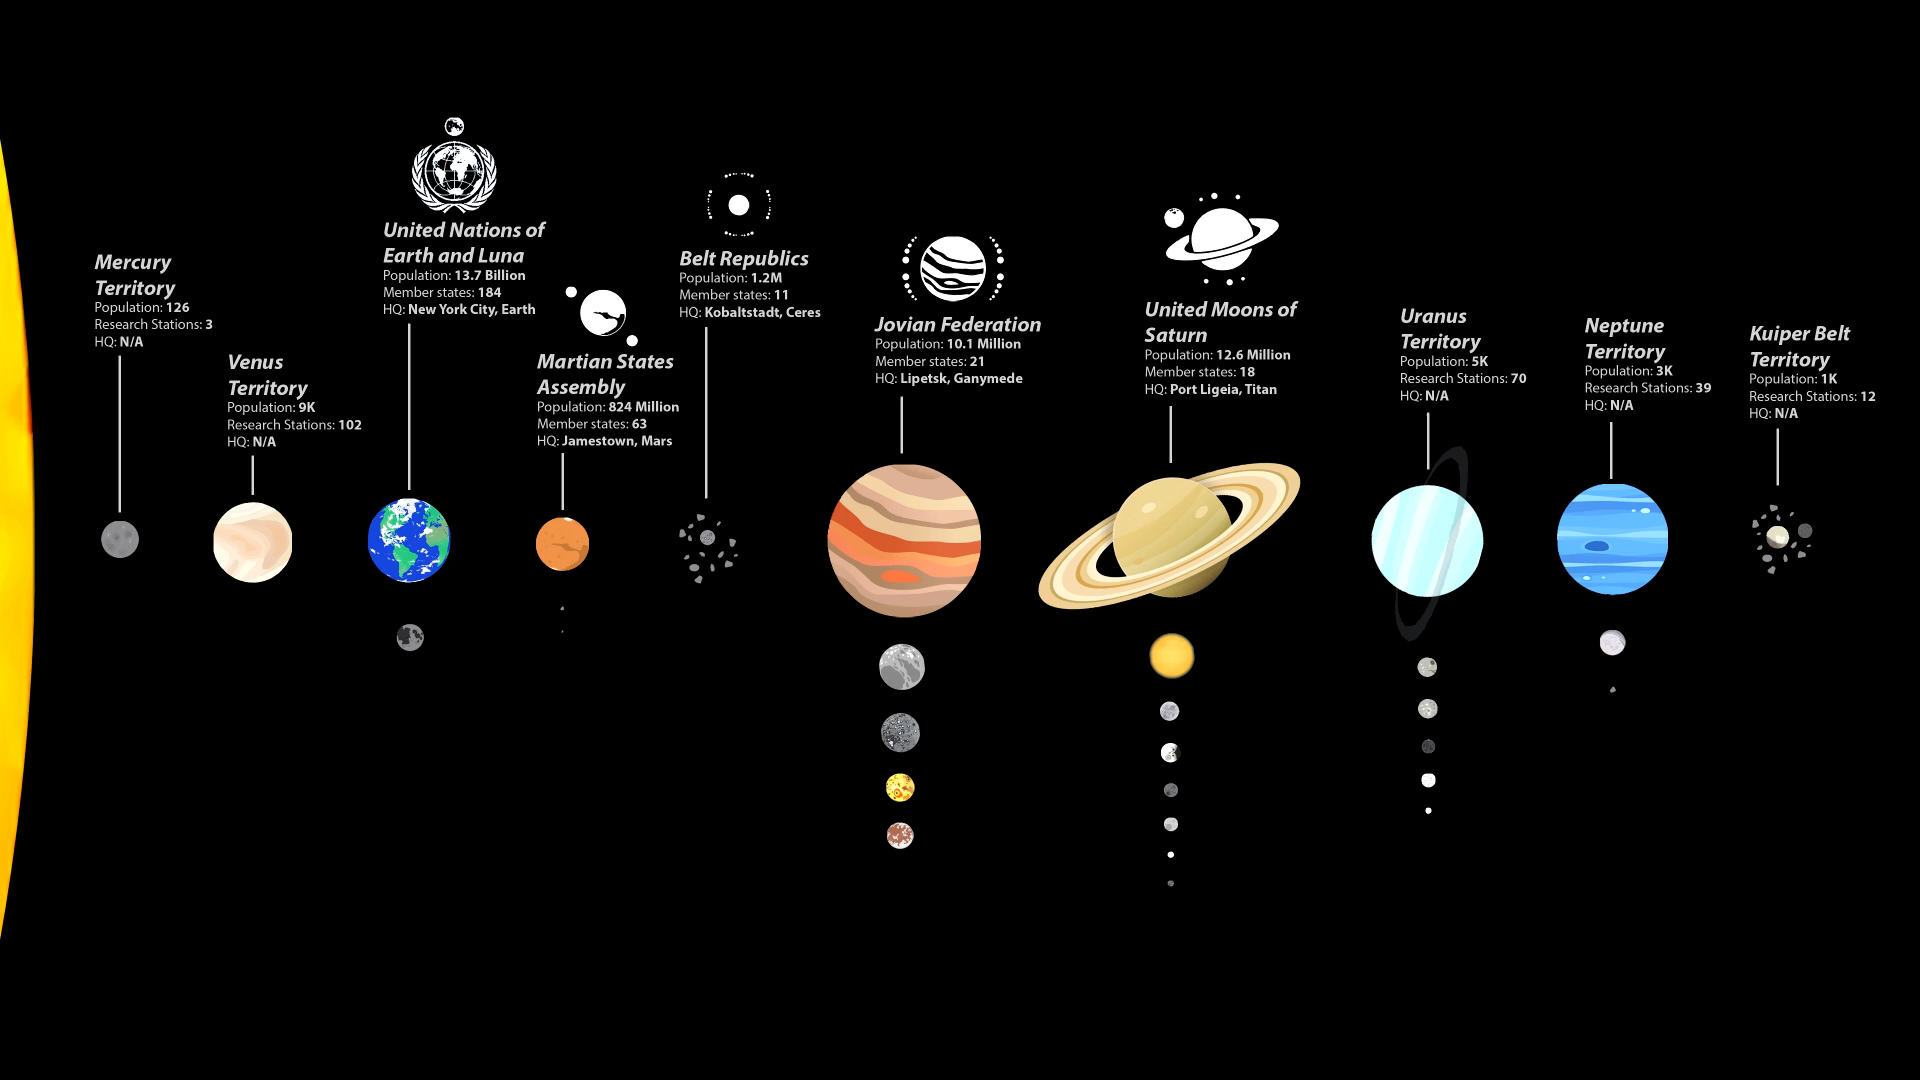 Mercury
Territory
Population: 126
Research Stations: 3
HQ: N/A
Venus
Territory
Population: 9K
Research Stations: 102
HQ: N/A
United Nations of
Earth and Luna
Population: 13.7 Billion
Member states: 184
HQ: New York City, Earth
Martian States
Assembly
Population: 824 Million
Member states: 63
HQ: Jamestown, Mars
Belt Republics
Population: 1.2M
Member states: 11
HQ: Kobaltstadt, Ceres
Jovian Federation
Population: 10.1 Million
Member states: 21
HQ: Lipetsk, Ganymede
United Moons of
Saturn
Population: 12.6 Million
Member states: 18
HQ: Port Ligeia, Titan
Uranus
Territory
Population: 5K
Research Stations: 70
HQ: N/A
Neptune
Territory
Population: 3K
Research Stations: 39
HQ: N/A
Kuiper Belt
Territory
Population: 1K
Research Stations: 12
HQ: N/A